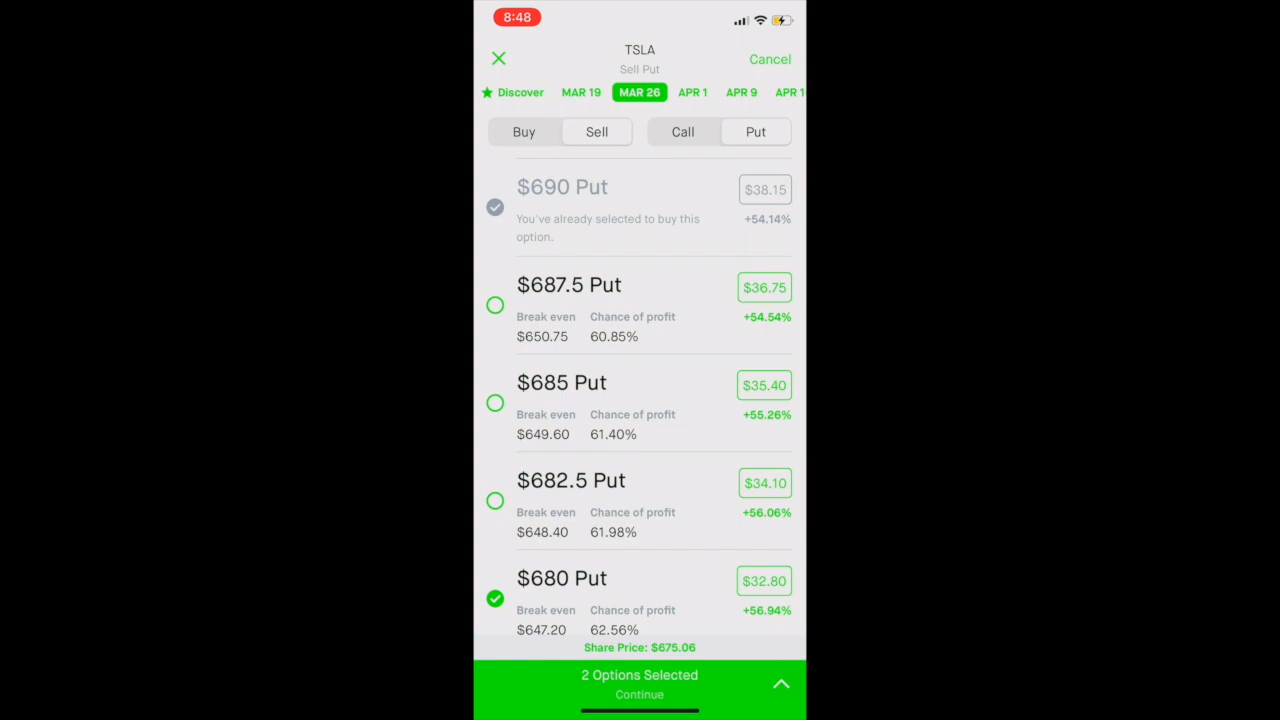 8:48
TSLA
Sell Put
Cancel
Discover MAR 19 MAR 26 APR 1 APR 9 APR 1
Buy Sell Call Put
$690 Put $38.15
You've already selected to buy this +54.14%
option.
$687.5 Put $36.75
Break even Chance of profit +54.54%
$650.75 60.85%
$685 Put $35.40
Break even Chance of profit +55.26%
$649.60 61.40%
$682.5 Put $34.10
Break even Chance of profit +56.06%
$648.40 61.98%
$680 Put $32.80
Break even Chance of profit +56.94%
$647.20 62.56%
Share Price: $675.06
2 Options Selected
Continue